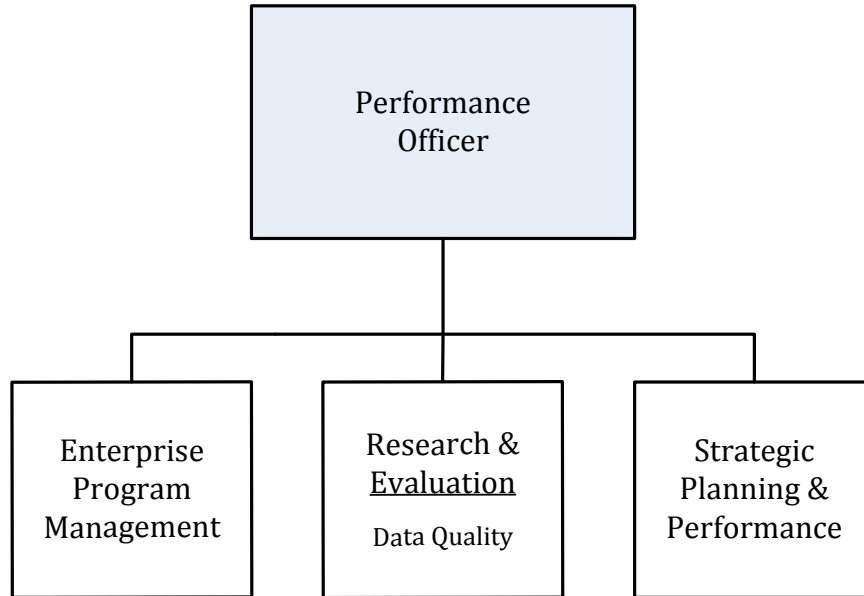 Performance
Officer
Enterprise
Program
Management
Research &
Evaluation
Data Quality
Strategic
Planning &
Performance